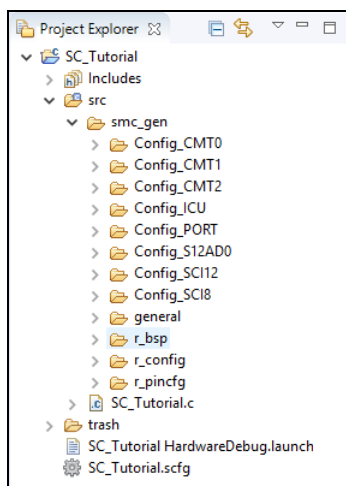 Project Explorer
SC_Tutorial
Includes
src
smc_gen
Config_CMT0
Config_CMT1
Config_CMT2
Config_ICU
Config_PORT
Config_S12AD0
Config_SCI12
Config_SCI8
general
r_bsp
r_config
r_pincfg
SC_Tutorial.c
trash
SC_Tutorial HardwareDebug.launch
SC_Tutorial.scfg